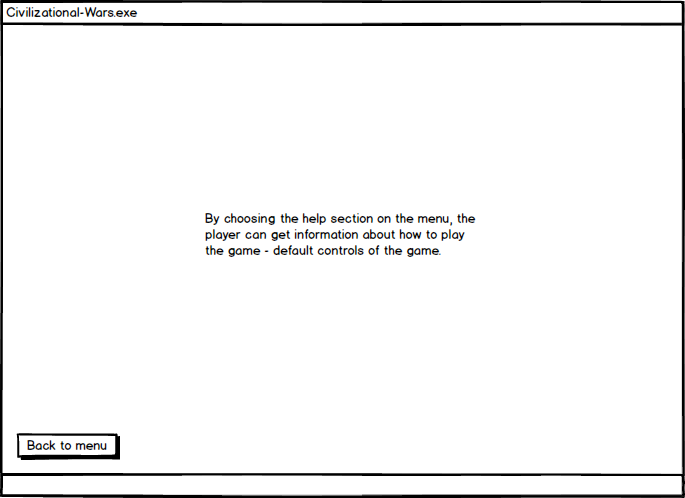 Civilizational-Wars.exe
By choosing the help section on the menu, the
player can get information about how to play
the game - default controls of the game.
Back to menu